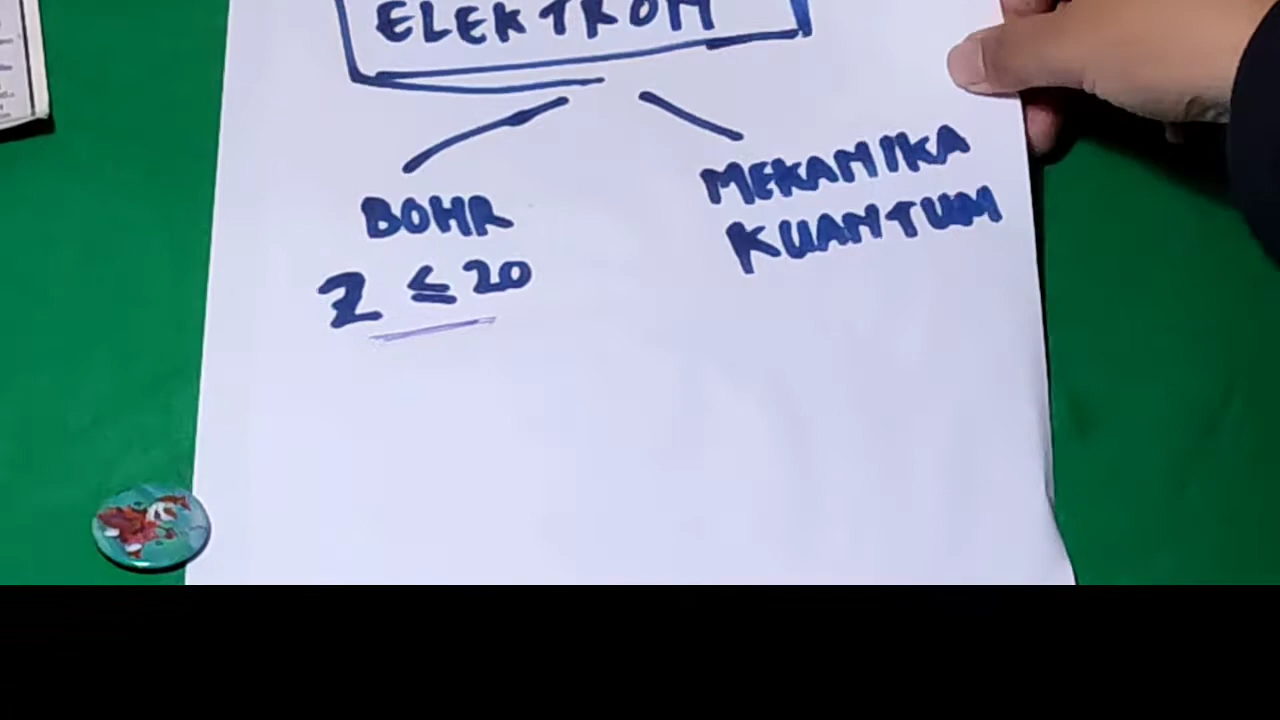 ELEKTRON
BOHR
Z ≤ 20
MEKANIKA
KUANTUM